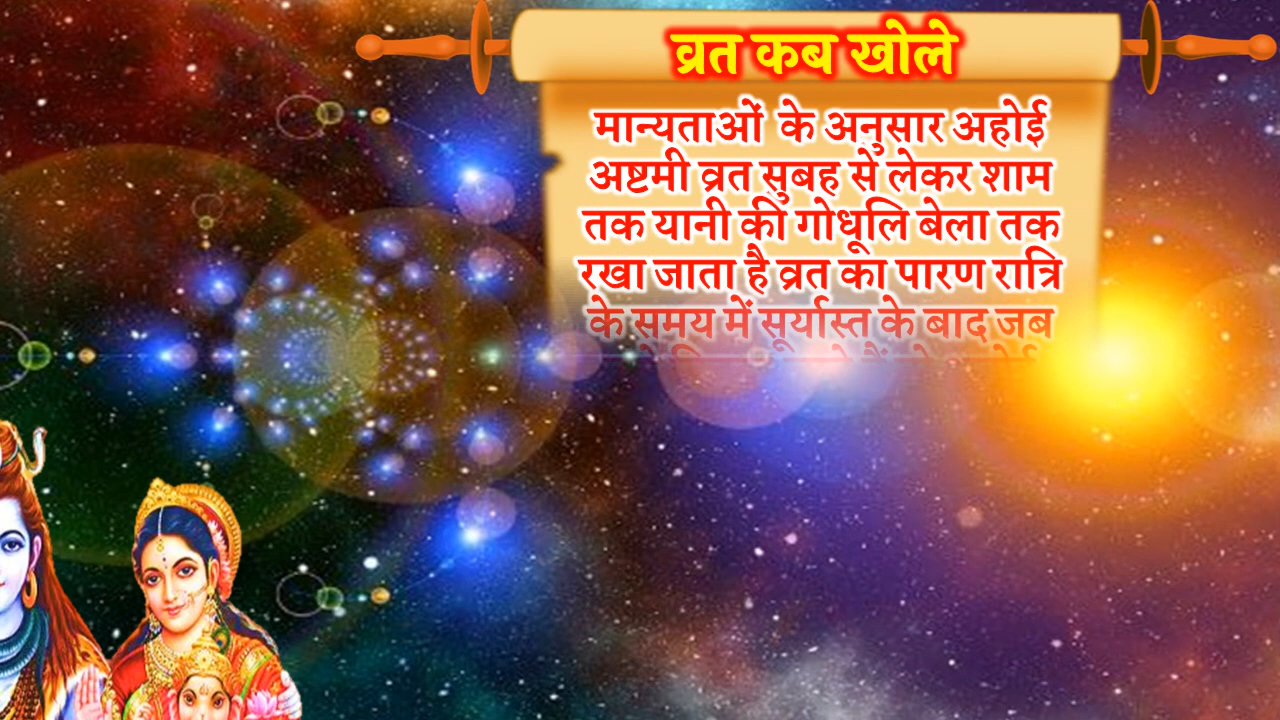 व्रत कब खोले
मान्यताओं के अनुसार अहोई
अष्टमी व्रत सुबह से लेकर शाम
तक यानी की गोधूलि बेला तक
रखा जाता है व्रत का पारण रात्रि
के समय में सूर्यास्त के बाद जब